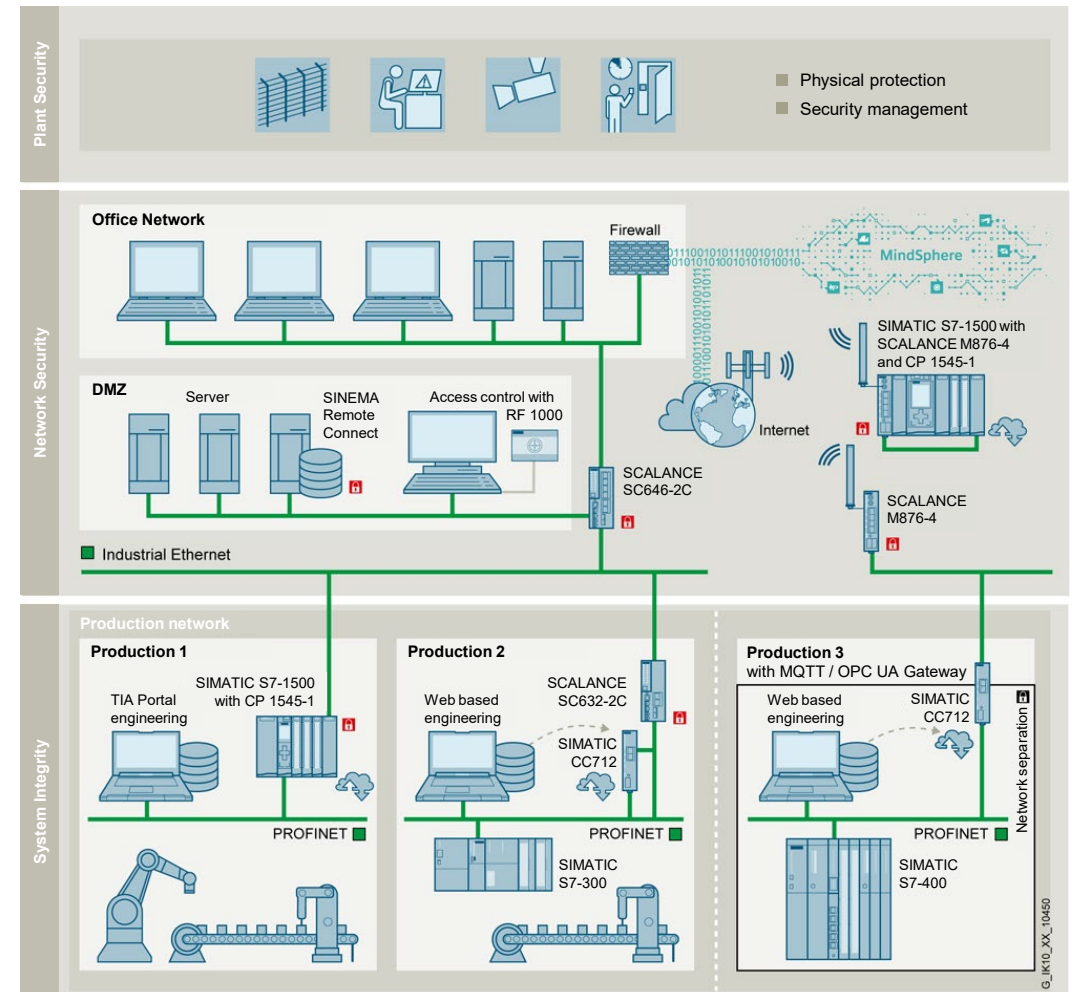 Plant Security
Physical protection
Security management
Network Security
Office Network
Firewall
MindSphere
SIMATIC S7-1500 with
SCALANCE M876-4
and CP 1545-1
DMZ
Server
SINEMA
Remote
Connect
Access control with
RF 1000
Internet
SCALANCE
SC646-2C
SCALANCE
M876-4
Industrial Ethernet
System Integrity
Production network
Production 1
TIA Portal
engineering
SIMATIC S7-1500
with CP 1545-1
PROFINET
Production 2
Web based
engineering
SCALANCE
SC632-2C
SIMATIC
CC712
PROFINET
SIMATIC
S7-300
Production 3
with MQTT / OPC UA Gateway
Web based
engineering
SIMATIC
CC712
Network separation
PROFINET
SIMATIC
S7-400
G_IK10_XX_10450